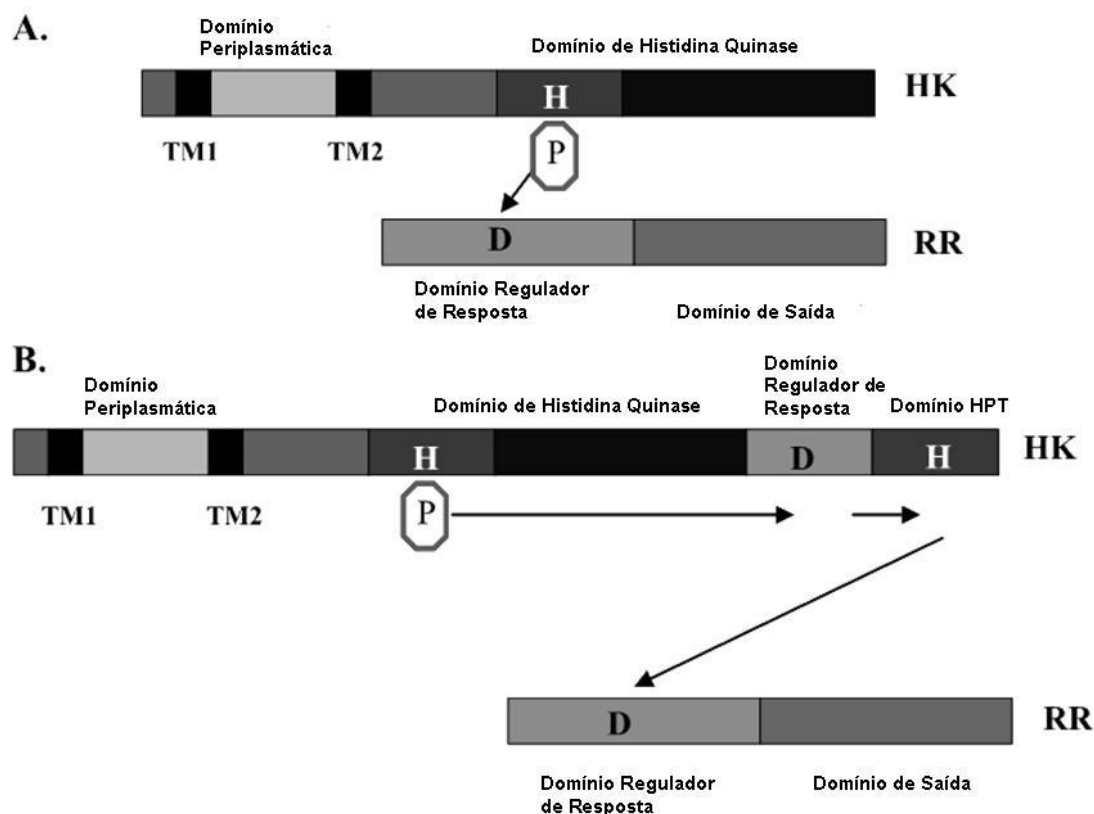 A.
Domínio
Periplasmática
Domínio de Histidina Quinase
H
HK
TM1
TM2
P
D
RR
Domínio Regulador
de Resposta
Domínio de Saída
B.
Domínio
Periplasmática
Domínio de Histidina Quinase
Domínio
Regulador de
Resposta
Domínio HPT
H
D
H
HK
TM1
TM2
P
D
RR
Domínio Regulador
de Resposta
Domínio de Saída